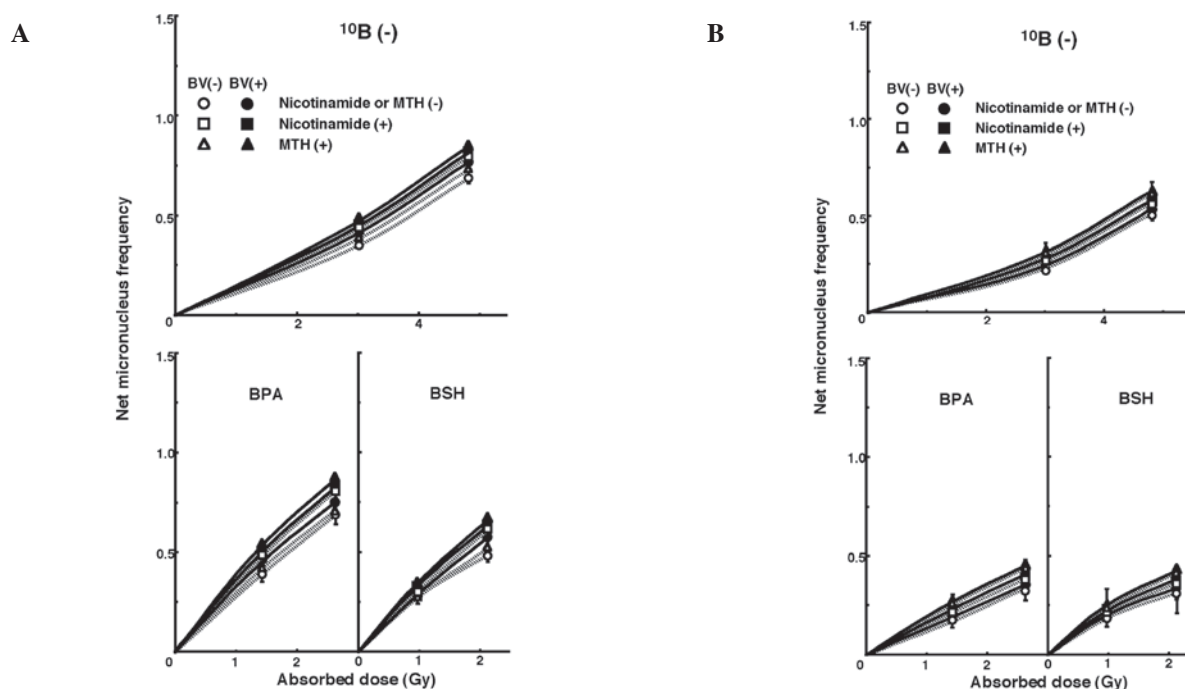 A
1.5
¹⁰B (-)
BV(-) BV(+)
Nicotinamide or MTH (-)
Nicotinamide (+)
MTH (+)
1.0
0.5
0 2 4
Net micronucleus frequency
1.5
BPA BSH
1.0
0.5
0 1 2 0 1 2
Absorbed dose (Gy)
B
1.5
¹⁰B (-)
BV(-) BV(+)
Nicotinamide or MTH (-)
Nicotinamide (+)
MTH (+)
1.0
0.5
0 2 4
Net micronucleus frequency
1.5
BPA BSH
1.0
0.5
0 1 2 0 1 2
Absorbed dose (Gy)